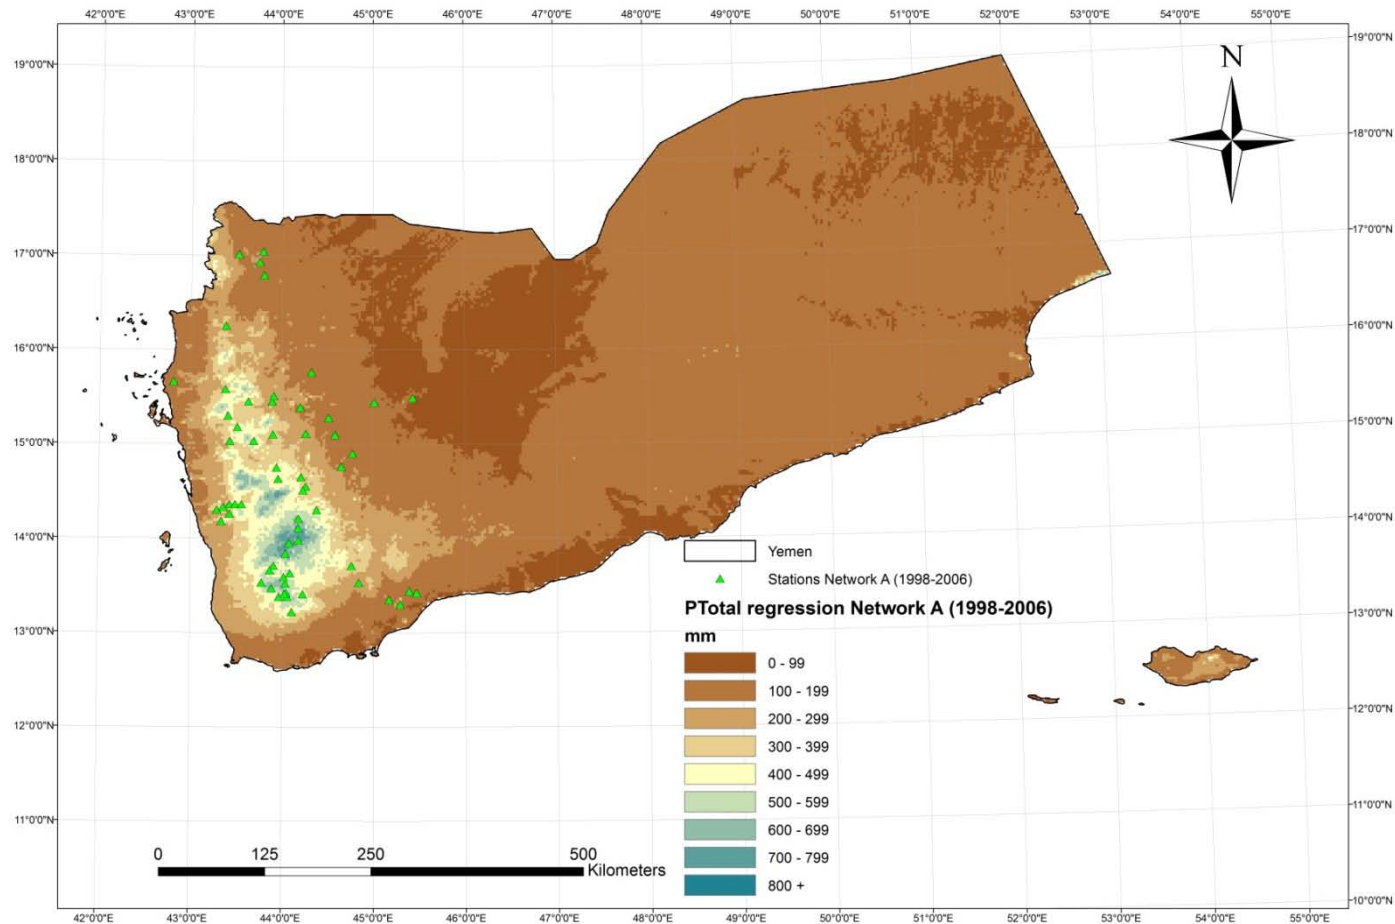 42°0'0"E 43°0'0"E 44°0'0"E 45°0'0"E 46°0'0"E 47°0'0"E 48°0'0"E 49°0'0"E 50°0'0"E 51°0'0"E 52°0'0"E 53°0'0"E 54°0'0"E 55°0'0"E
19°0'0"N
18°0'0"N
17°0'0"N
16°0'0"N
15°0'0"N
14°0'0"N
13°0'0"N
12°0'0"N
11°0'0"N
N
19°0'0"N
18°0'0"N
17°0'0"N
16°0'0"N
15°0'0"N
14°0'0"N
13°0'0"N
12°0'0"N
11°0'0"N
10°0'0"N
Yemen
Stations Network A (1998-2006)
PTotal regression Network A (1998-2006)
mm
0 - 99
100 - 199
200 - 299
300 - 399
400 - 499
500 - 599
600 - 699
700 - 799
800 +
0 125 250 500
Kilometers
42°0'0"E 43°0'0"E 44°0'0"E 45°0'0"E 46°0'0"E 47°0'0"E 48°0'0"E 49°0'0"E 50°0'0"E 51°0'0"E 52°0'0"E 53°0'0"E 54°0'0"E 55°0'0"E